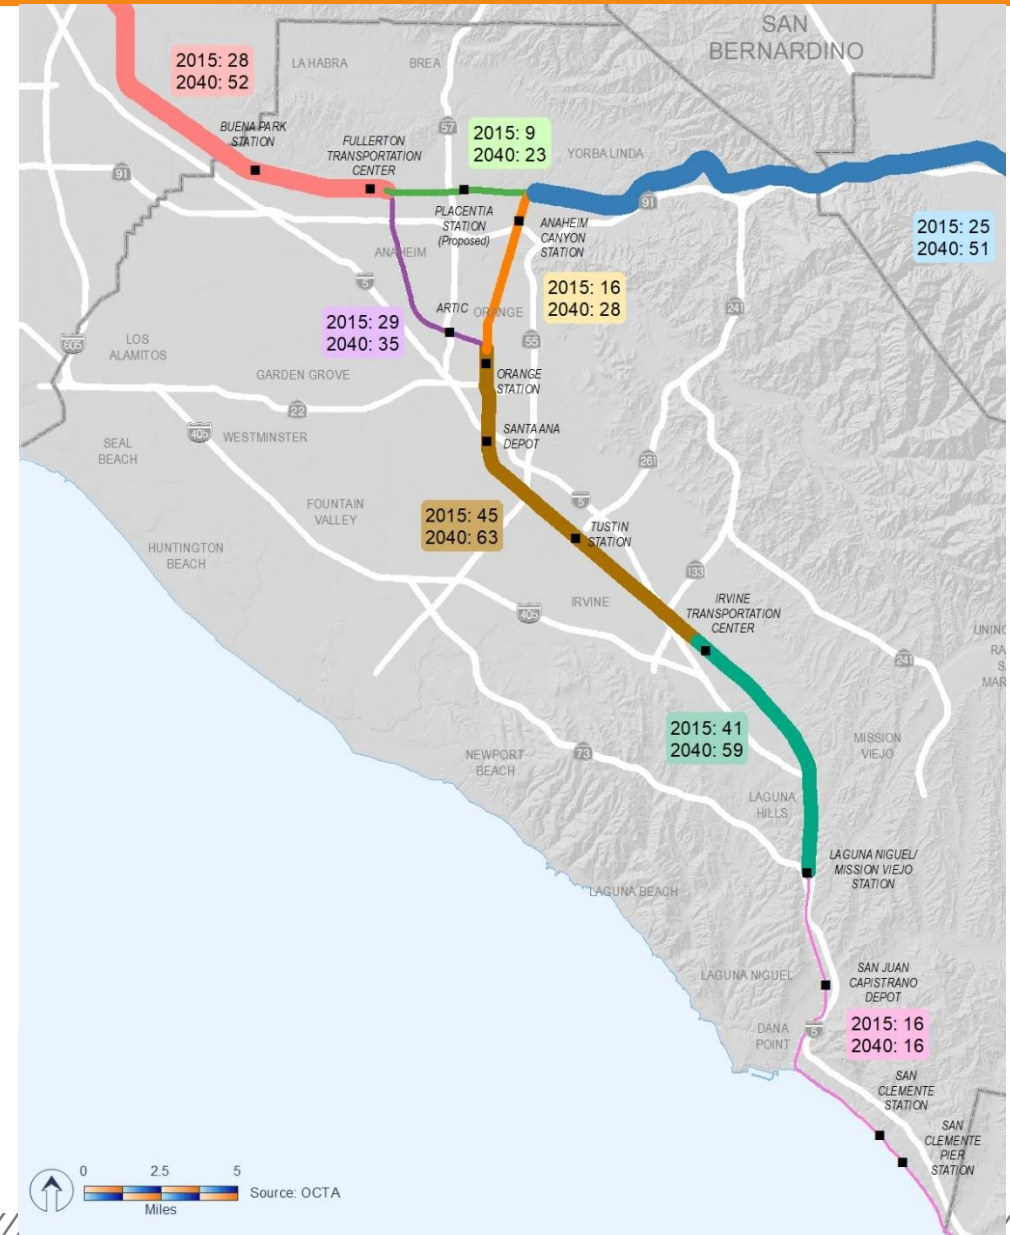 SAN
BERNARDINO
2015: 28
2040: 52
LA HABRA
BREA
BUENA PARK
STATION
FULLERTON
TRANSPORTATION
CENTER
57
2015: 9
2040: 23
YORBA LINDA
91
91
PLACENTIA
STATION
(Proposed)
ANAHEIM
CANYON
STATION
2015: 25
2040: 51
ANAHEIM
5
2015: 16
2040: 28
ARTIC
ORANGE
241
2015: 29
2040: 35
605
LOS
ALAMITOS
55
GARDEN GROVE
ORANGE
STATION
22
405
WESTMINSTER
SEAL
BEACH
SANTA ANA
DEPOT
261
5
FOUNTAIN
VALLEY
2015: 45
2040: 63
TUSTIN
STATION
HUNTINGTON
BEACH
133
IRVINE
405
IRVINE
TRANSPORTATION
CENTER
UNING
RA
S
MAR
241
2015: 41
2040: 59
MISSION
VIEJO
NEWPORT
BEACH
73
LAGUNA
HILLS
LAGUNA NIGUEL/
MISSION VIEJO
STATION
LAGUNA BEACH
LAGUNA NIGUEL
SAN JUAN
CAPISTRANO
DEPOT
DANA
POINT
5
2015: 16
2040: 16
SAN
CLEMENTE
STATION
SAN
CLEMENTE
PIER
STATION
0 2.5 5
Miles
Source: OCTA